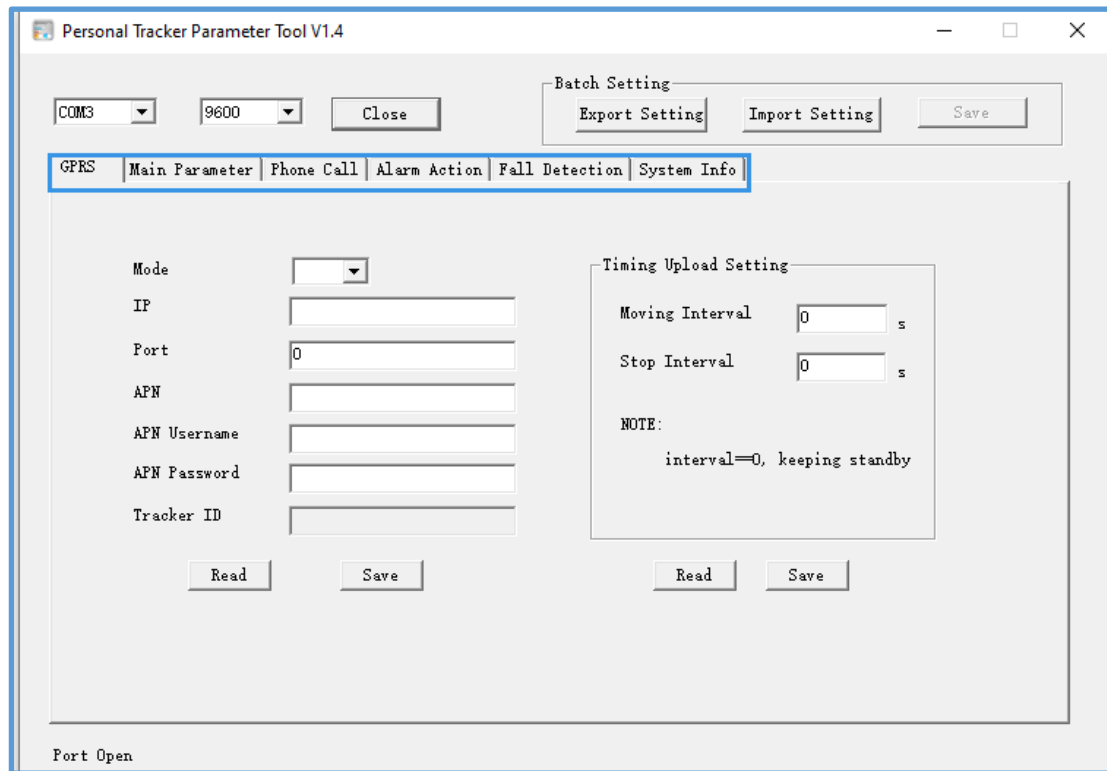 Personal Tracker Parameter Tool V1.4
Batch Setting
COM3 9600 Close Export Setting Import Setting Save
GPRS Main Parameter Phone Call Alarm Action Fall Detection System Info
Mode
IP
Port 0
APN
APN Username
APN Password
Tracker ID
Read Save
Timing Upload Setting
Moving Interval 0 s
Stop Interval 0 s
NOTE:
interval==0, keeping standby
Read Save
Port Open